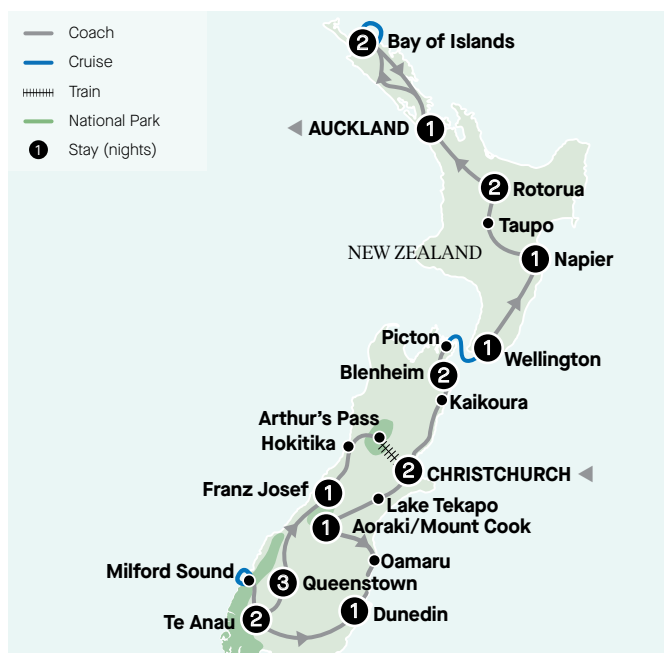 Coach
Cruise
Train
National Park
1 Stay (nights)
2 Bay of Islands
AUCKLAND 1
2 Rotorua
Taupo
NEW ZEALAND
1 Napier
Picton
1 Wellington
Blenheim 2
Kaikoura
Arthur's Pass
Hokitika
2 CHRISTCHURCH
Franz Josef 1
Lake Tekapo
1 Aoraki/Mount Cook
Oamaru
Milford Sound
3 Queenstown
1 Dunedin
Te Anau 2